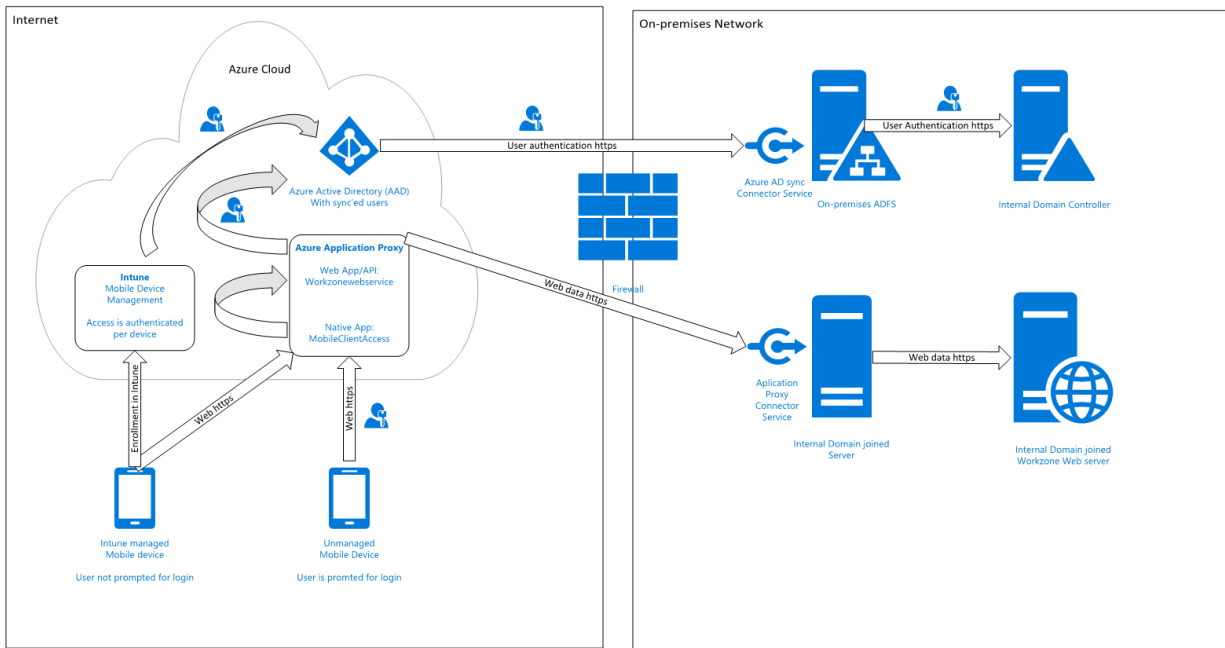 Internet
On-premises Network
Azure Cloud
User authentication https
User Authentication https
Azure Active Directory (AAD)
With sync'ed users
Azure AD sync
Connector Service
On-premises ADFS
Internal Domain Controller
Azure Application Proxy
Web App/API:
Workzonewebservice
Native App:
MobileClientAccess
Intune
Mobile Device
Management
Access is authenticated
per device
Firewall
Web data https
Web data https
Aplication
Proxy
Connector
Service
Internal Domain joined
Server
Internal Domain joined
Workzone Web server
Enrollment in Intune
Web https
Web https
Intune managed
Mobile device
User not prompted for login
Unmanaged
Mobile Device
User is promted for login